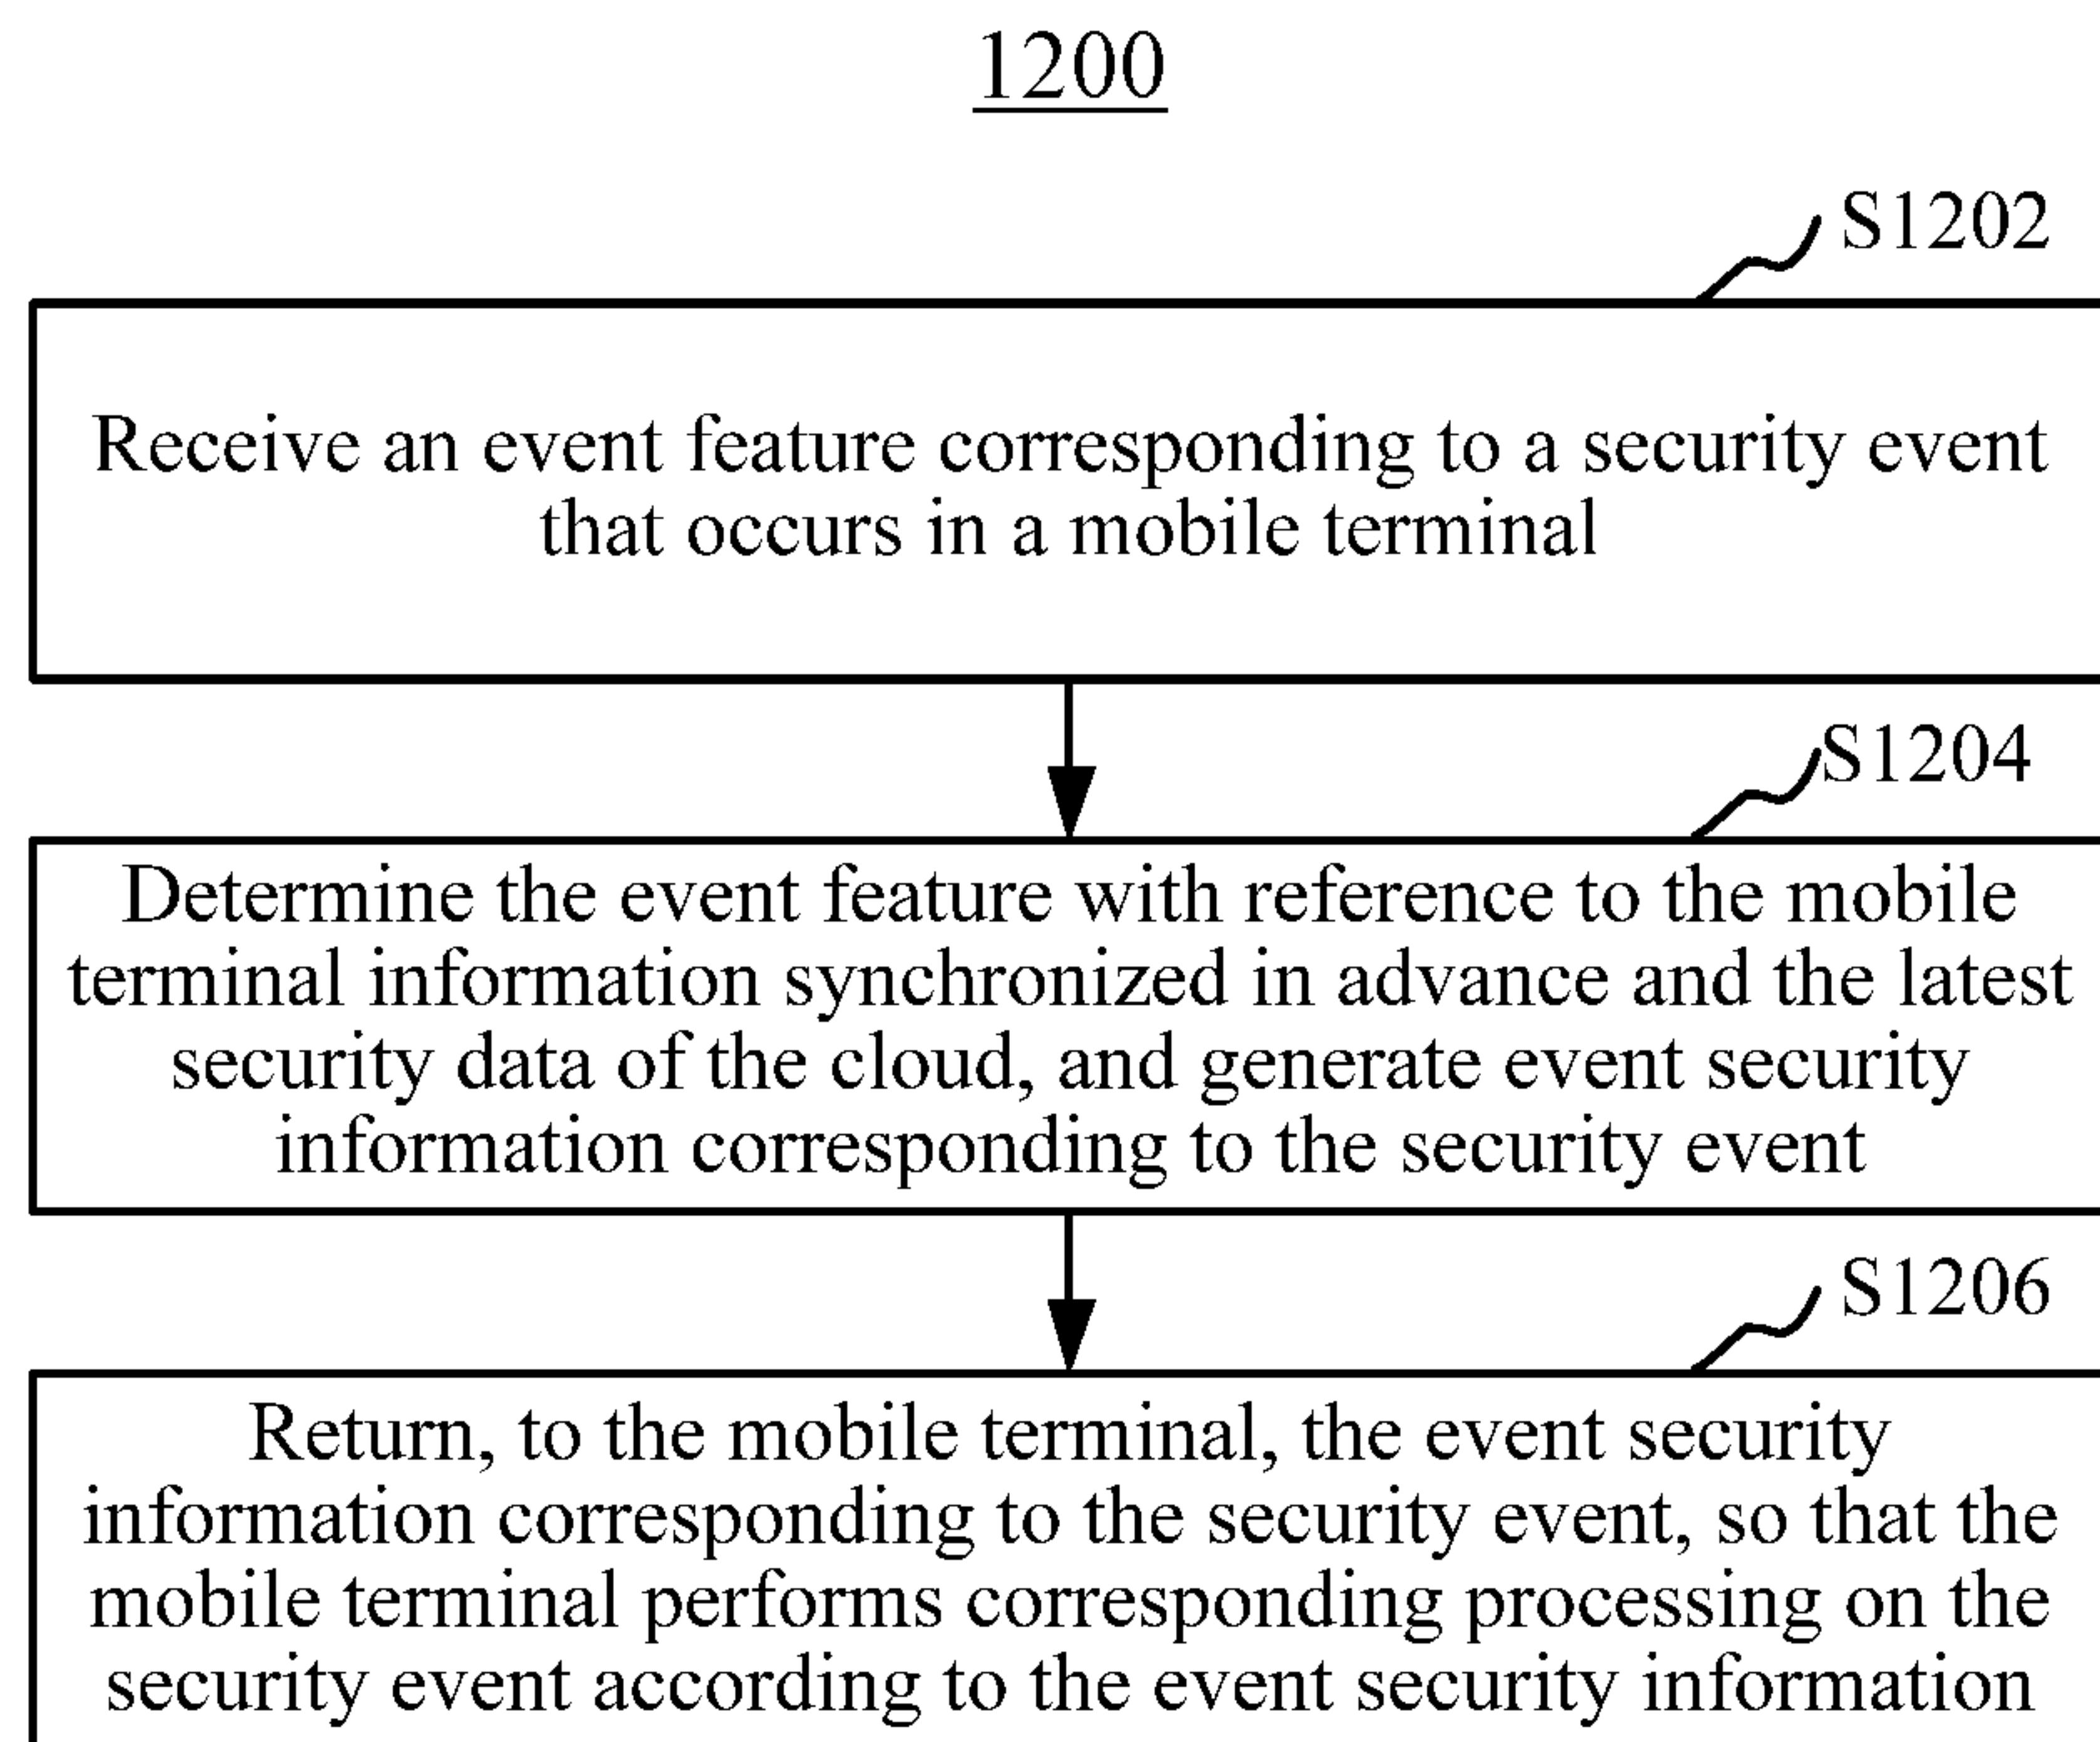 1200
S1202
Receive an event feature corresponding to a security event
that occurs in a mobile terminal
S1204
Determine the event feature with reference to the mobile
terminal information synchronized in advance and the latest
security data of the cloud, and generate event security
information corresponding to the security event
S1206
Return, to the mobile terminal, the event security
information corresponding to the security event, so that the
mobile terminal performs corresponding processing on the
security event according to the event security information